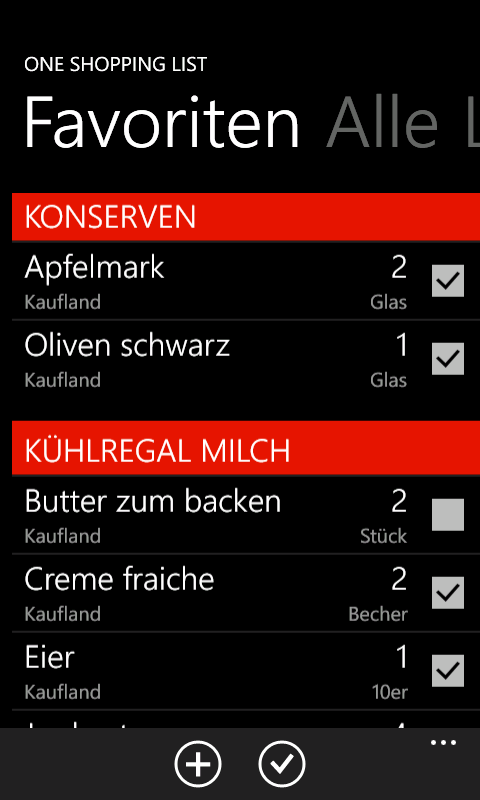 ONE SHOPPING LIST
Favoriten Alle
KONSERVEN
Apfelmark 2
Kaufland Glas
Oliven schwarz 1
Kaufland Glas
KÜHLREGAL MILCH
Butter zum backen 2
Kaufland Stück
Creme fraiche 2
Kaufland Becher
Eier 1
Kaufland 10er